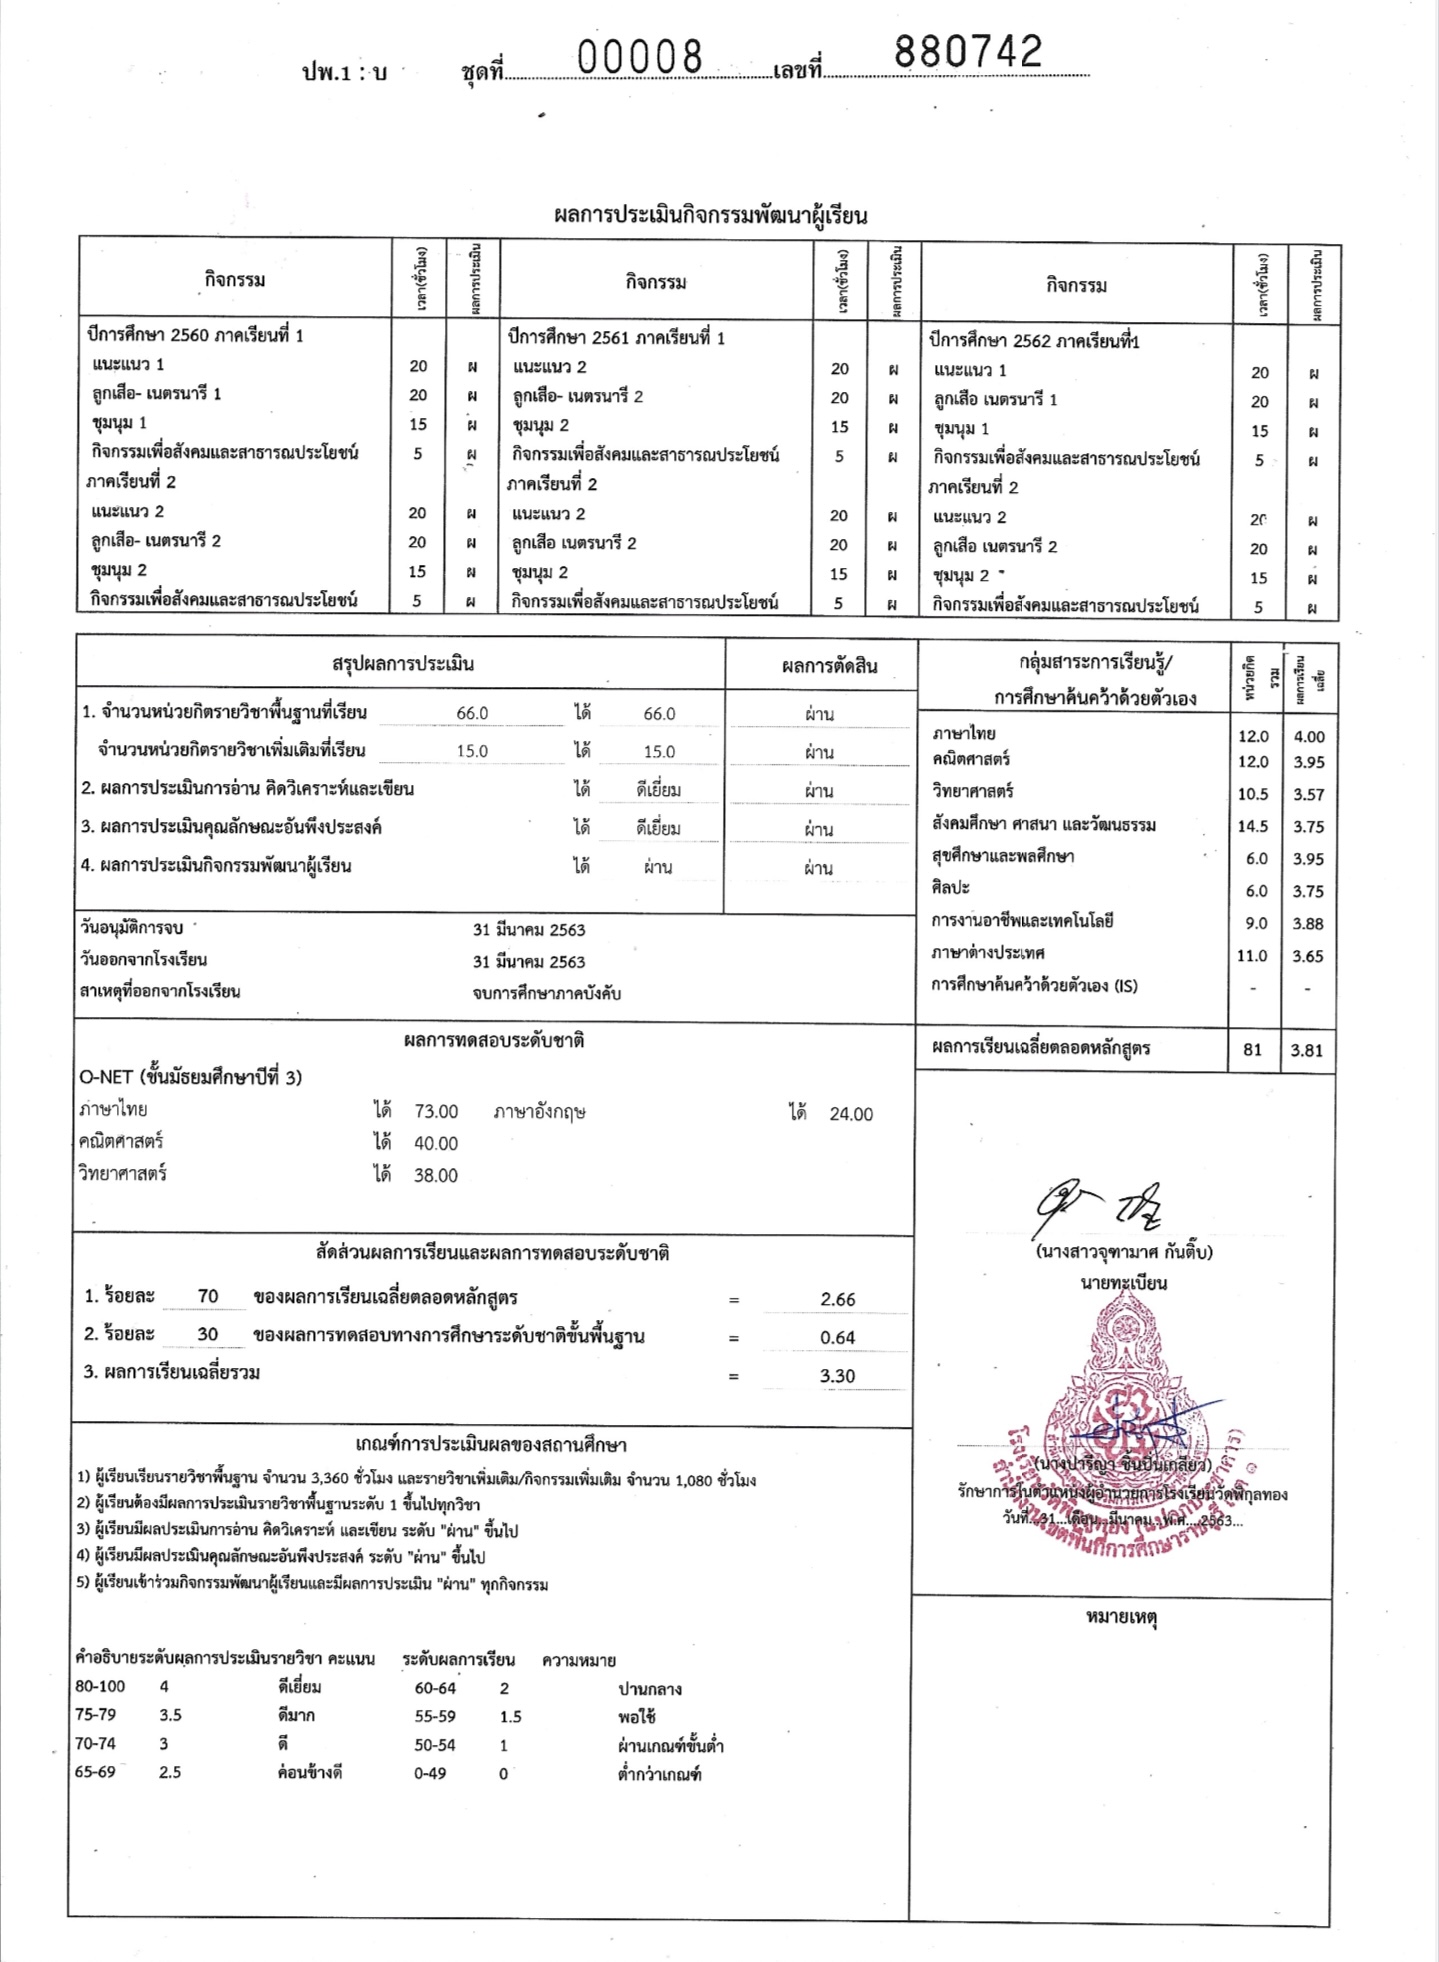 ปพ.1 : บ ชุดที่ 00008 เลขที่ 880742
ผลการประเมินกิจกรรมพัฒนาผู้เรียน
กิจกรรม เวลา(ชั่วโมง) ผลการประเมิน กิจกรรม เวลา(ชั่วโมง) ผลการประเมิน กิจกรรม เวลา(ชั่วโมง) ผลการประเมิน
ปีการศึกษา 2560 ภาคเรียนที่ 1 ปีการศึกษา 2561 ภาคเรียนที่ 1 ปีการศึกษา 2562 ภาคเรียนที่1
แนะแนว 1 20 ผ แนะแนว 2 20 ผ แนะแนว 1 20 ผ
ลูกเสือ- เนตรนารี 1 20 ผ ลูกเสือ- เนตรนารี 2 20 ผ ลูกเสือ เนตรนารี 1 20 ผ
ชุมนุม 1 15 ผ ชุมนุม 2 15 ผ ชุมนุม 1 15 ผ
กิจกรรมเพื่อสังคมและสาธารณประโยชน์ 5 ผ กิจกรรมเพื่อสังคมและสาธารณประโยชน์ 5 ผ กิจกรรมเพื่อสังคมและสาธารณประโยชน์ 5 ผ
ภาคเรียนที่ 2 ภาคเรียนที่ 2 ภาคเรียนที่ 2
แนะแนว 2 20 ผ แนะแนว 2 20 ผ แนะแนว 2 20 ผ
ลูกเสือ- เนตรนารี 2 20 ผ ลูกเสือ เนตรนารี 2 20 ผ ลูกเสือ เนตรนารี 2 20 ผ
ชุมนุม 2 15 ผ ชุมนุม 2 15 ผ ชุมนุม 2 15 ผ
กิจกรรมเพื่อสังคมและสาธารณประโยชน์ 5 ผ กิจกรรมเพื่อสังคมและสาธารณประโยชน์ 5 ผ กิจกรรมเพื่อสังคมและสาธารณประโยชน์ 5 ผ
สรุปผลการประเมิน ผลการตัดสิน
1. จำนวนหน่วยกิตรายวิชาพื้นฐานที่เรียน 66.0 ได้ 66.0 ผ่าน
จำนวนหน่วยกิตรายวิชาเพิ่มเติมที่เรียน 15.0 ได้ 15.0 ผ่าน
2. ผลการประเมินการอ่าน คิดวิเคราะห์และเขียน ได้ ดีเยี่ยม ผ่าน
3. ผลการประเมินคุณลักษณะอันพึงประสงค์ ได้ ดีเยี่ยม ผ่าน
4. ผลการประเมินกิจกรรมพัฒนาผู้เรียน ได้ ผ่าน ผ่าน
วันอนุมัติการจบ 31 มีนาคม 2563
วันออกจากโรงเรียน 31 มีนาคม 2563
สาเหตุที่ออกจากโรงเรียน จบการศึกษาภาคบังคับ
กลุ่มสาระการเรียนรู้/
การศึกษาค้นคว้าด้วยตัวเอง
หน่วยกิต
รวม
ผลการเรียน
เฉลี่ย
ภาษาไทย 12.0 4.00
คณิตศาสตร์ 12.0 3.95
วิทยาศาสตร์ 10.5 3.57
สังคมศึกษา ศาสนา และวัฒนธรรม 14.5 3.75
สุขศึกษาและพลศึกษา 6.0 3.95
ศิลปะ 6.0 3.75
การงานอาชีพและเทคโนโลยี 9.0 3.88
ภาษาต่างประเทศ 11.0 3.65
การศึกษาค้นคว้าด้วยตัวเอง (IS) - -
ผลการเรียนเฉลี่ยตลอดหลักสูตร 81 3.81
ผลการทดสอบระดับชาติ
O-NET (ชั้นมัธยมศึกษาปีที่ 3)
ภาษาไทย ได้ 73.00 ภาษาอังกฤษ ได้ 24.00
คณิตศาสตร์ ได้ 40.00
วิทยาศาสตร์ ได้ 38.00
สัดส่วนผลการเรียนและผลการทดสอบระดับชาติ
1. ร้อยละ 70 ของผลการเรียนเฉลี่ยตลอดหลักสูตร = 2.66
2. ร้อยละ 30 ของผลการทดสอบทางการศึกษาระดับชาติขั้นพื้นฐาน = 0.64
3. ผลการเรียนเฉลี่ยรวม = 3.30
(นางสาวจุฑามาศ กันติ๊บ)
นายทะเบียน
รักษาการในตำแหน่งผู้อำนวยการโรงเรียนวัดพิกุลทอง
วันที่...31...เดือน...มีนาคม...พ.ศ....2563...
เกณฑ์การประเมินผลของสถานศึกษา
1) ผู้เรียนเรียนรายวิชาพื้นฐาน จำนวน 3,360 ชั่วโมง และรายวิชาเพิ่มเติม/กิจกรรมเพิ่มเติม จำนวน 1,080 ชั่วโมง
2) ผู้เรียนต้องมีผลการประเมินรายวิชาพื้นฐานระดับ 1 ขึ้นไปทุกวิชา
3) ผู้เรียนมีผลประเมินการอ่าน คิดวิเคราะห์ และเขียน ระดับ "ผ่าน" ขึ้นไป
4) ผู้เรียนมีผลประเมินคุณลักษณะอันพึงประสงค์ ระดับ "ผ่าน" ขึ้นไป
5) ผู้เรียนเข้าร่วมกิจกรรมพัฒนาผู้เรียนและมีผลการประเมิน "ผ่าน" ทุกกิจกรรม
คำอธิบายระดับผลการประเมินรายวิชา คะแนน ระดับผลการเรียน ความหมาย
80-100 4 ดีเยี่ยม 60-64 2 ปานกลาง
75-79 3.5 ดีมาก 55-59 1.5 พอใช้
70-74 3 ดี 50-54 1 ผ่านเกณฑ์ขั้นต่ำ
65-69 2.5 ค่อนข้างดี 0-49 0 ต่ำกว่าเกณฑ์
หมายเหตุ